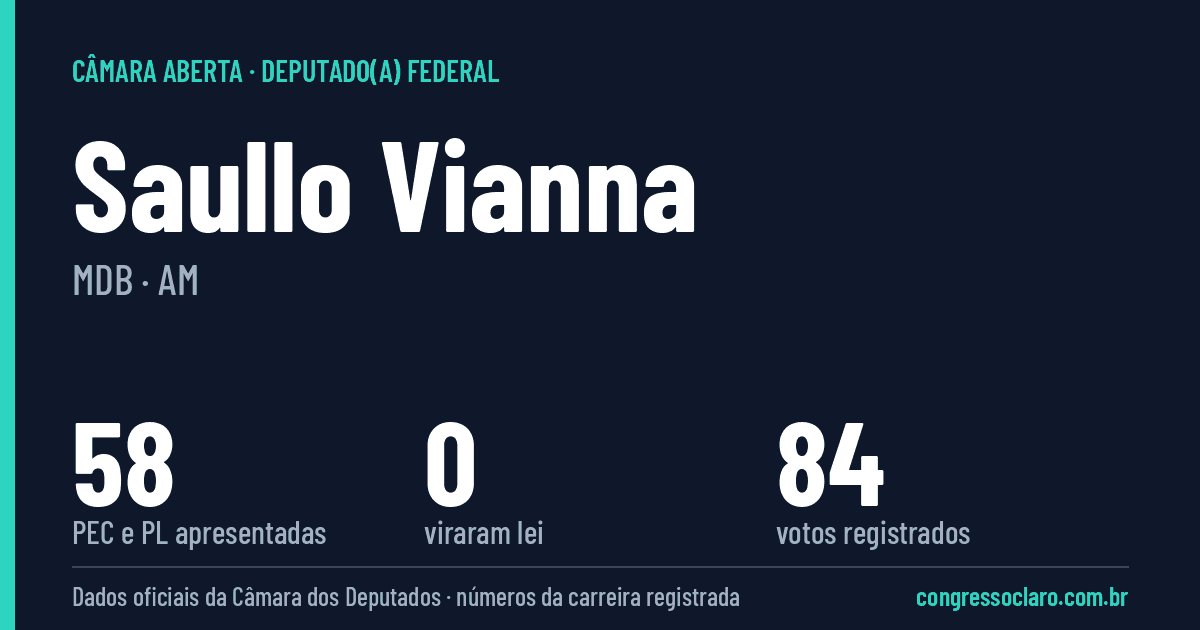 CÂMARA ABERTA · DEPUTADO(A) FEDERAL
Saullo Vianna
MDB · AM
58 0 84
PEC e PL apresentadas viraram lei votos registrados
Dados oficiais da Câmara dos Deputados · números da carreira registrada congressoclaro.com.br